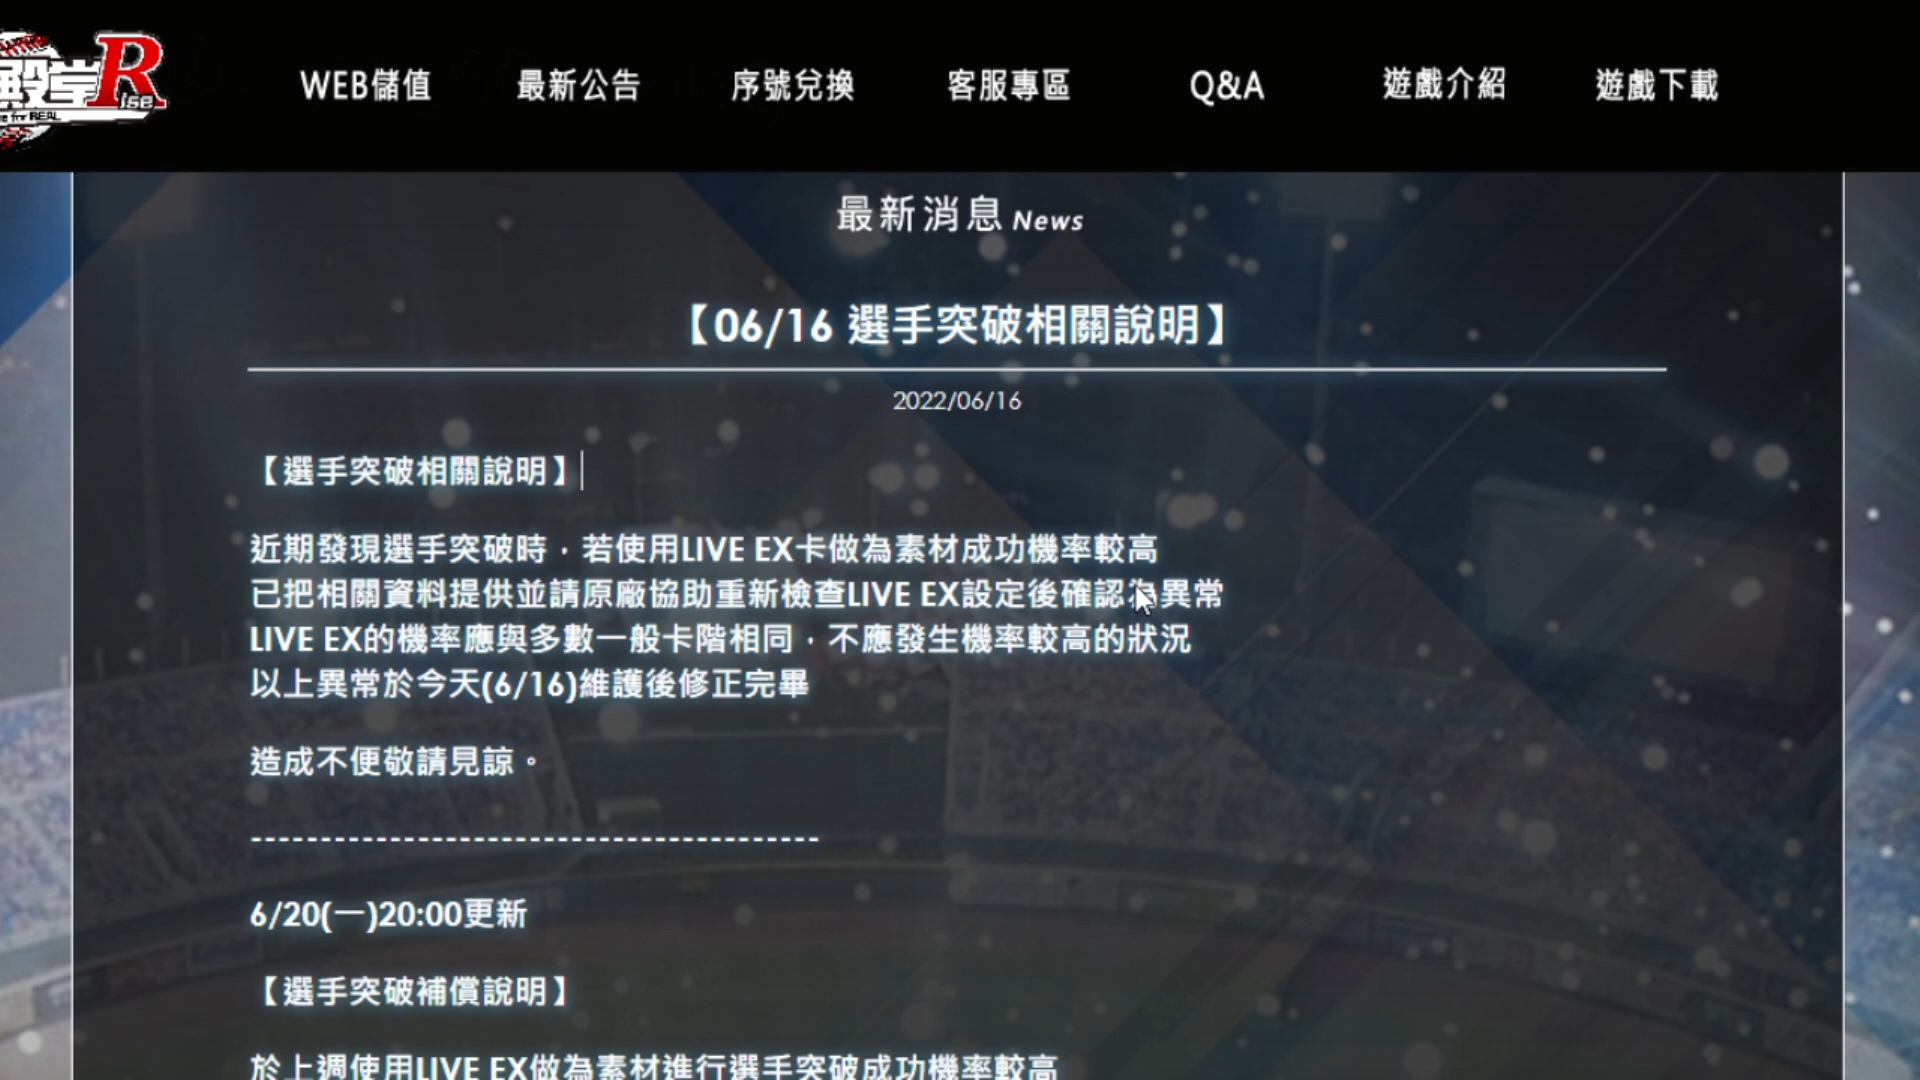 殿堂Rise
WEB儲值
最新公告
序號兌換
客服專區
Q&A
遊戲介紹
遊戲下載
最新消息 News
【06/16 選手突破相關說明】
2022/06/16
【選手突破相關說明】
近期發現選手突破時，若使用LIVE EX卡做為素材成功機率較高
已把相關資料提供並請原廠協助重新檢查LIVE EX設定後確認為異常
LIVE EX的機率應與多數一般卡階相同，不應發生機率較高的狀況
以上異常於今天(6/16)維護後修正完畢
造成不便敬請見諒。
-----------------------------------------
6/20(一)20:00更新
【選手突破補償說明】
於上週使用LIVE EX做為素材進行選手突破成功機率較高